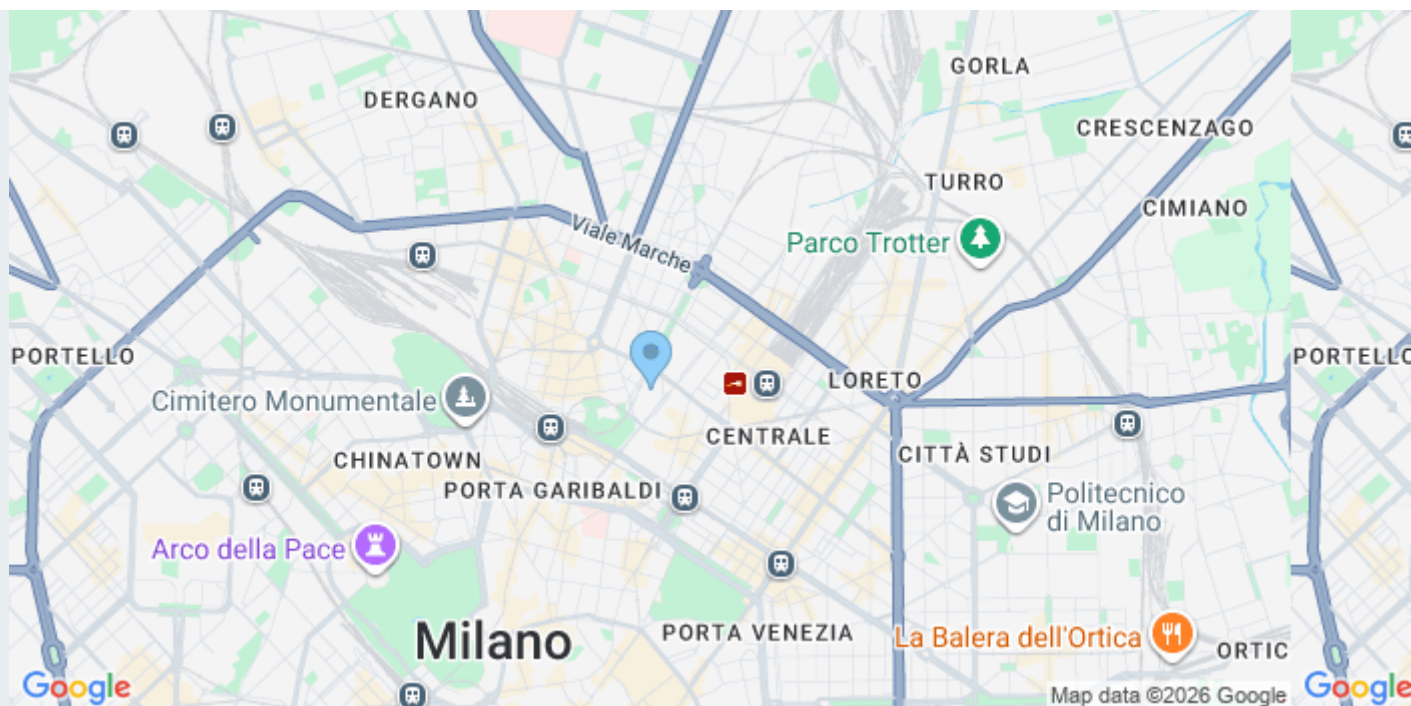 GORLA
DERGANO
CRESCENZAGO
TURRO
CIMIANO
Viale Marche
Parco Trotter
PORTELLO
PORTELLO
LORETO
Cimitero Monumentale
CENTRALE
CHINATOWN
CITTÀ STUDI
PORTA GARIBALDI
Politecnico
di Milano
Arco della Pace
Milano
PORTA VENEZIA
La Balera dell'Ortica
ORTIC
Google
Map data ©2026 Google
Google